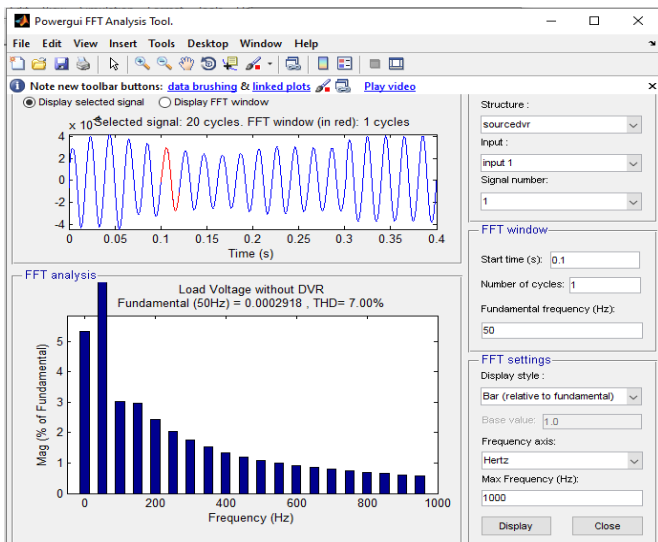 Powergui FFT Analysis Tool.
File Edit View Insert Tools Desktop Window Help
Note new toolbar buttons: data brushing & linked plots Play video
Display selected signal Display FFT window
x 10⁻⁴ Selected signal: 20 cycles. FFT window (in red): 1 cycles
4
2
0
-2
-4
0 0.05 0.1 0.15 0.2 0.25 0.3 0.35 0.4
Time (s)
FFT analysis
Load Voltage without DVR
Fundamental (50Hz) = 0.0002918 , THD= 7.00%
Mag (% of Fundamental)
5
4
3
2
1
0
0 200 400 600 800 1000
Frequency (Hz)
Structure :
sourcedvr
Input :
input 1
Signal number:
1
FFT window
Start time (s): 0.1
Number of cycles: 1
Fundamental frequency (Hz):
50
FFT settings
Display style :
Bar (relative to fundamental)
Base value: 1.0
Frequency axis:
Hertz
Max Frequency (Hz):
1000
Display Close